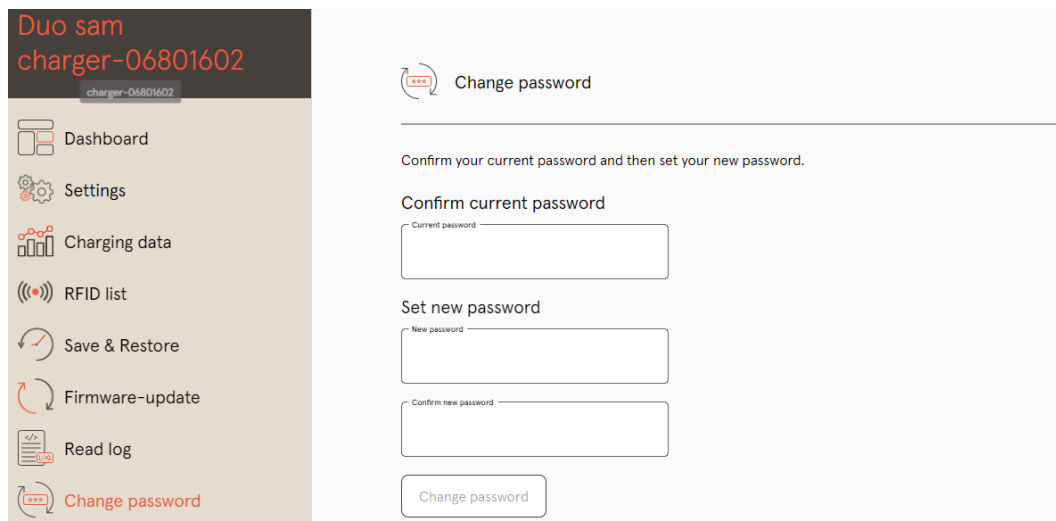 Duo sam
charger-06801602
charger-06801602
Dashboard
Settings
Charging data
RFID list
Save & Restore
Firmware-update
</>
LOG
Read log
***
Change password
***
Change password
Confirm your current password and then set your new password.
Confirm current password
Current password
Set new password
New password
Confirm new password
Change password